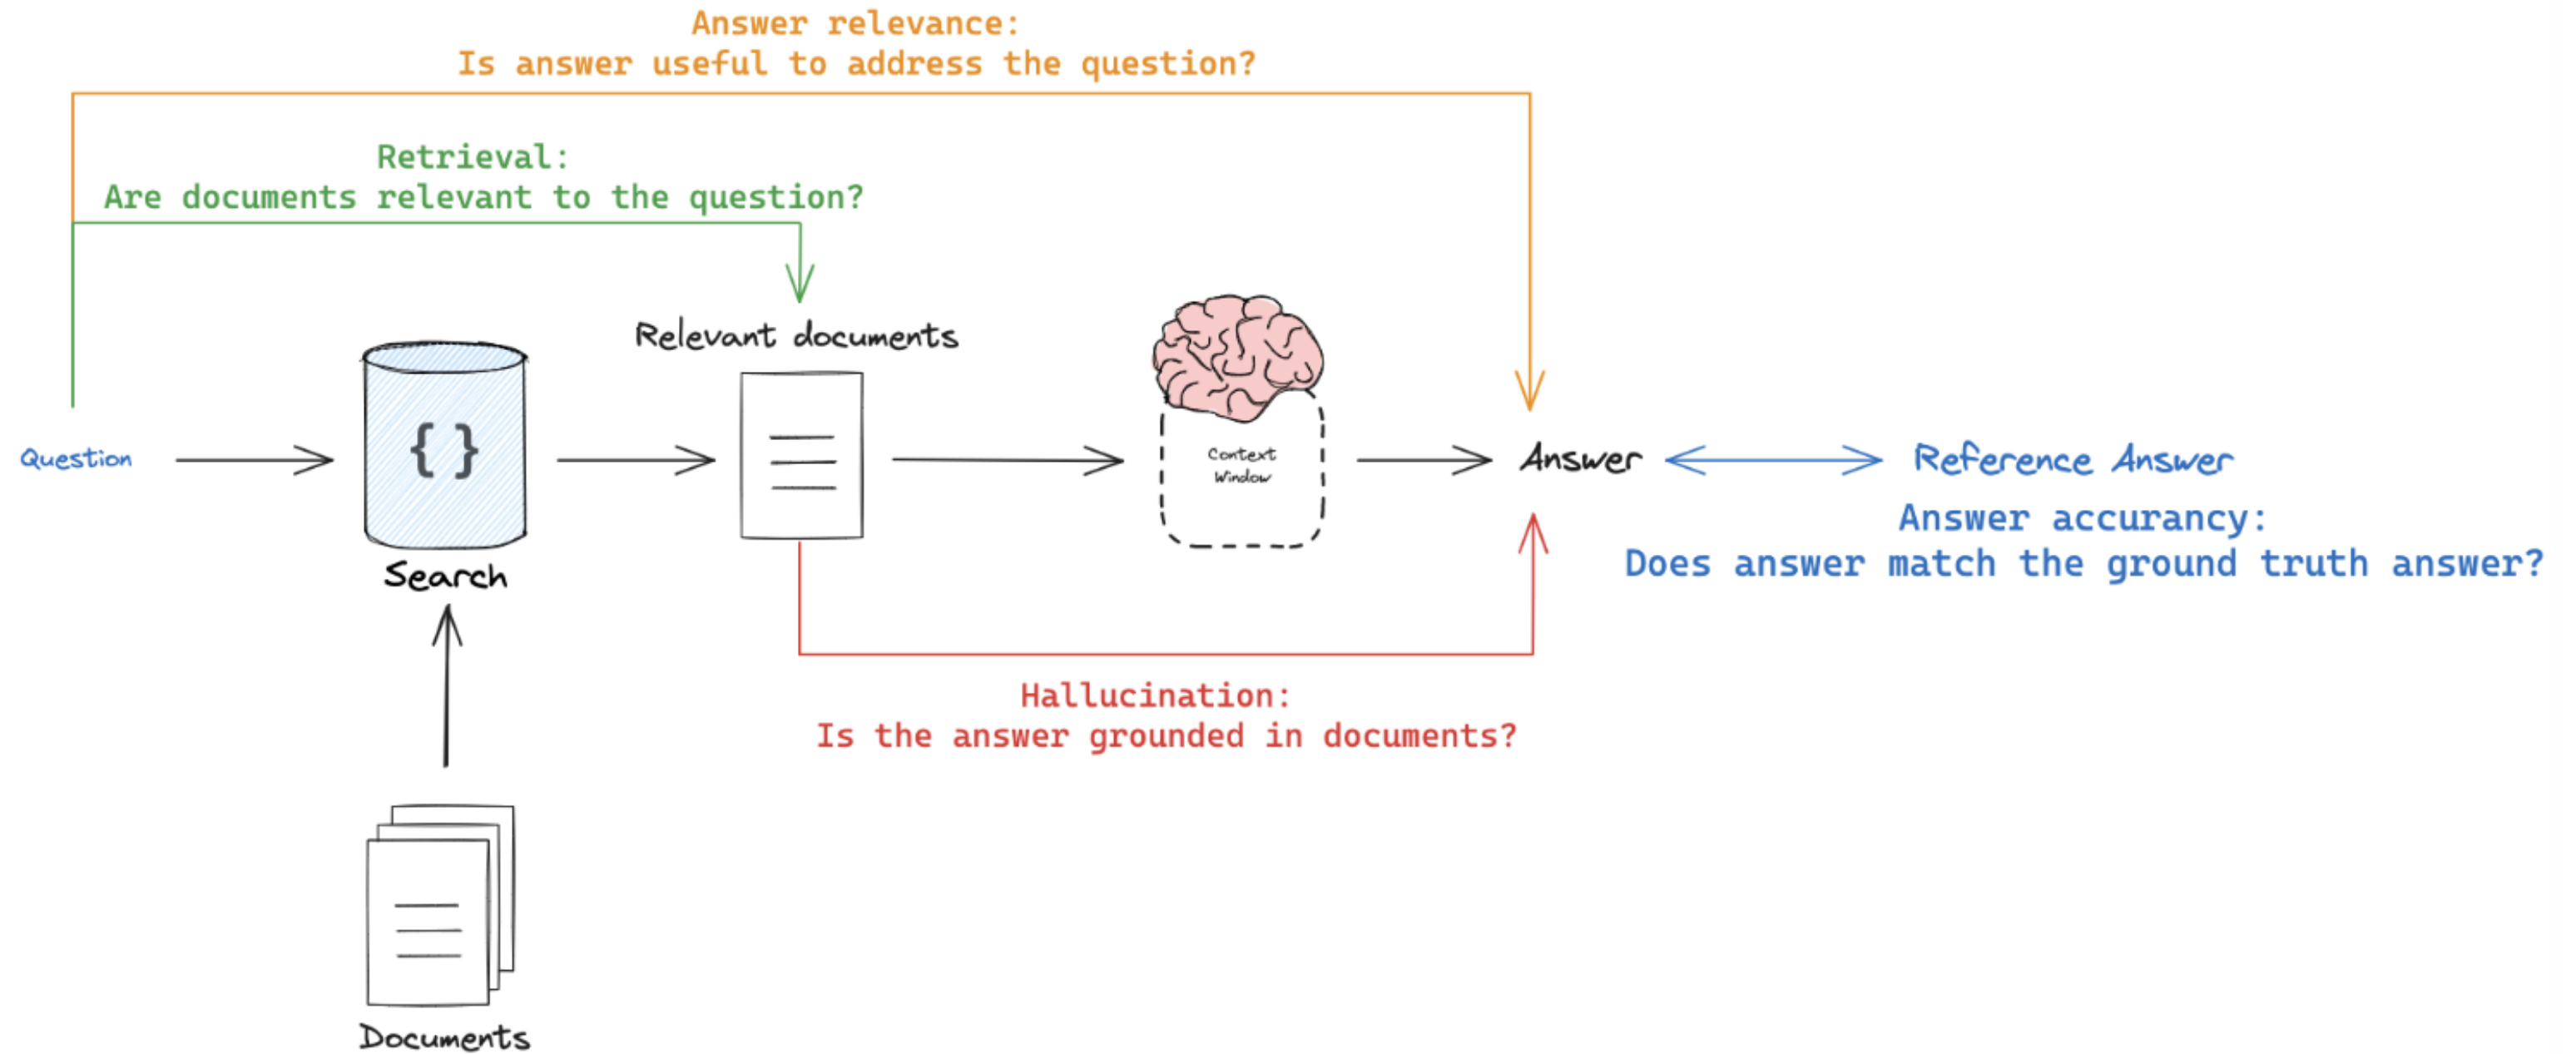 Answer relevance:
Is answer useful to address the question?
Retrieval:
Are documents relevant to the question?
Relevant documents
Question
{}
Context
Window
Answer
Reference Answer
Answer accurancy:
Does answer match the ground truth answer?
Search
Hallucination:
Is the answer grounded in documents?
Documents